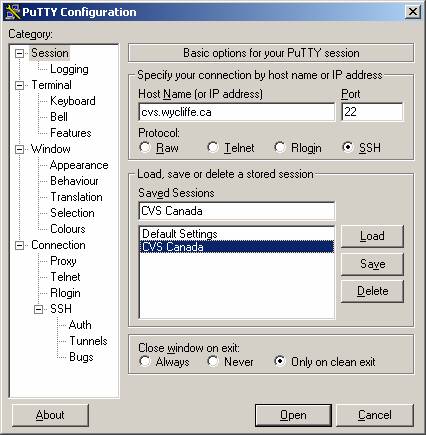 PuTTY Configuration
Category:
Session
Logging
Terminal
Keyboard
Bell
Features
Window
Appearance
Behaviour
Translation
Selection
Colours
Connection
Proxy
Telnet
Rlogin
SSH
Auth
Tunnels
Bugs
Basic options for your PuTTY session
Specify your connection by host name or IP address
Host Name (or IP address) Port
cvs.wycliffe.ca 22
Protocol:
Raw Telnet Rlogin SSH
Load, save or delete a stored session
Saved Sessions
CVS Canada
Default Settings
CVS Canada
Load
Save
Delete
Close window on exit:
Always Never Only on clean exit
About Open Cancel